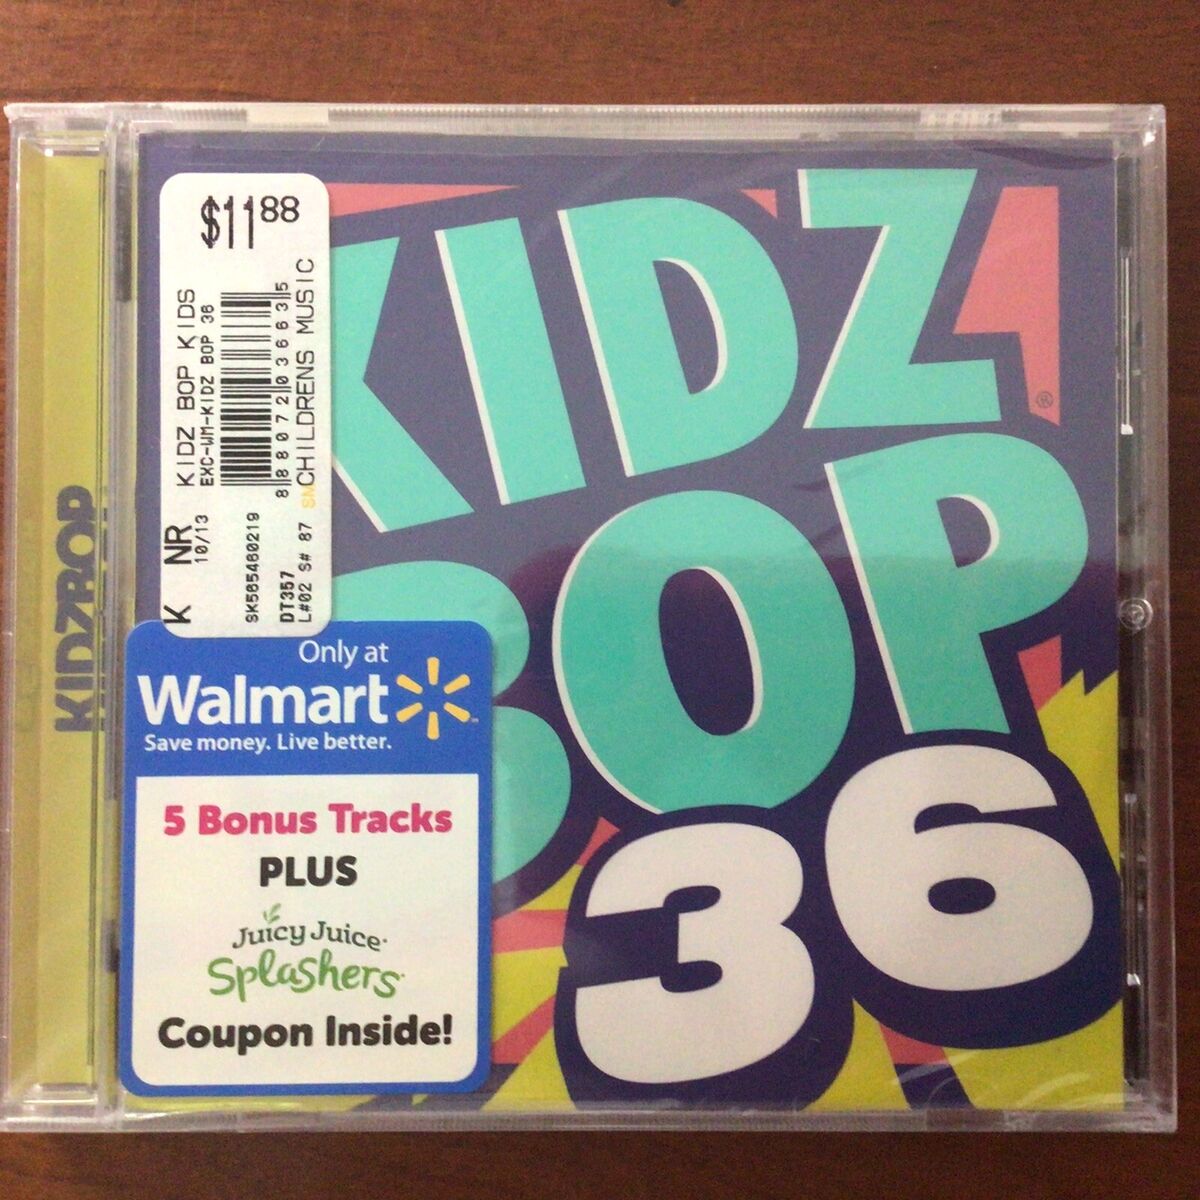 $11.88
KIDZ BOP KIDS
EXC-WM-KIDZ BOP 36
8 88072 03663 5
CHILDRENS MUSIC
K NR
10/13
SK565460219
DT357
L#02 S# 87
KIDZ
BOP
36
®
KIDZBOP
Only at
Walmart
Save money. Live better.
5 Bonus Tracks
PLUS
Juicy Juice
Splashers
Coupon Inside!